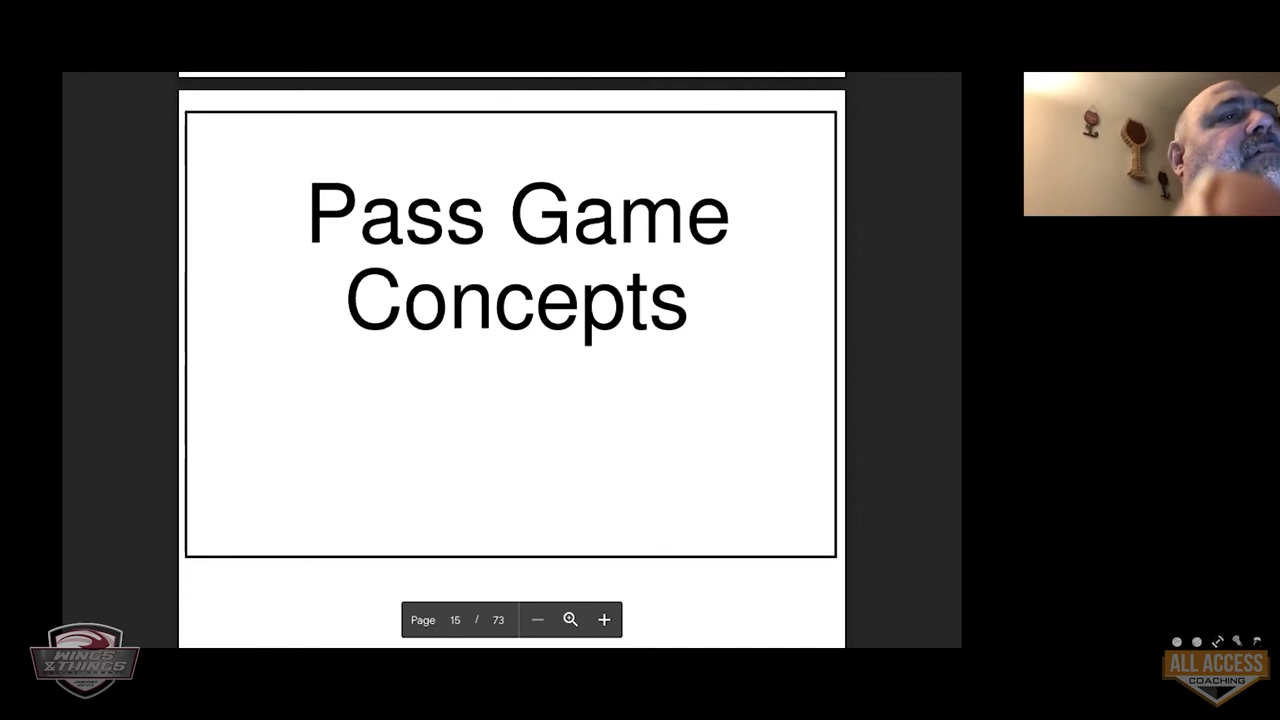 Pass Game
Concepts
Page 15 / 73
WINGS
&THINGS
ALL ACCESS
COACHING